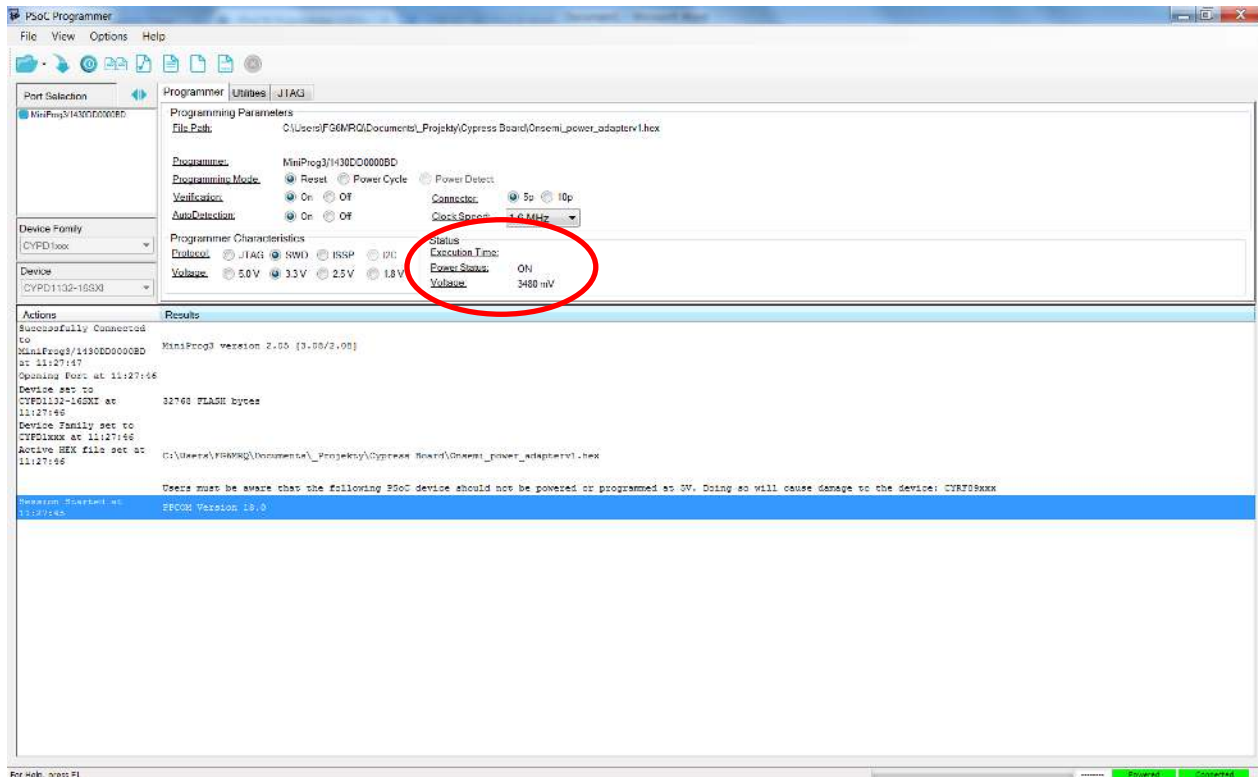 PSoC Programmer
File View Options Help
Port Selection
MiniProg3/1430DD0000BD
Programmer Utilities JTAG
Programming Parameters
File Path: C:\Users\FG6MRQ\Documents\_Projekty\Cypress Board\Onsemi_power_adapterv1.hex
Programmer: MiniProg3/1430DD0000BD
Programming Mode: Reset Power Cycle Power Detect
Verification: On Off Connector: 5p 10p
AutoDetection: On Off Clock Speed: 1.6 MHz
Device Family
CYPD1xxx
Device
CYPD1132-16SXI
Programmer Characteristics
Protocol: JTAG SWD ISSP I2C
Voltage: 5.0 V 3.3 V 2.5 V 1.8 V
Status
Execution Time:
Power Status: ON
Voltage: 3480 mV
Actions Results
Successfully Connected
to
MiniProg3/1430DD0000BD
at 11:27:47
MiniProg3 version 2.05 [3.08/2.08]
Opening Port at 11:27:46
Device set to
CYPD1132-16SXI at
11:27:46
32768 FLASH bytes
Device Family set to
CYPD1xxx at 11:27:46
Active HEX file set at
11:27:46
C:\Users\FG6MRQ\Documents\_Projekty\Cypress Board\Onsemi_power_adapterv1.hex
Users must be aware that the following PSoC device should not be powered or programmed at 5V. Doing so will cause damage to the device: CYRF89xxx
Session Started at
11:27:45
PPCOM Version 18.0
For Help, press F1
Powered Connected